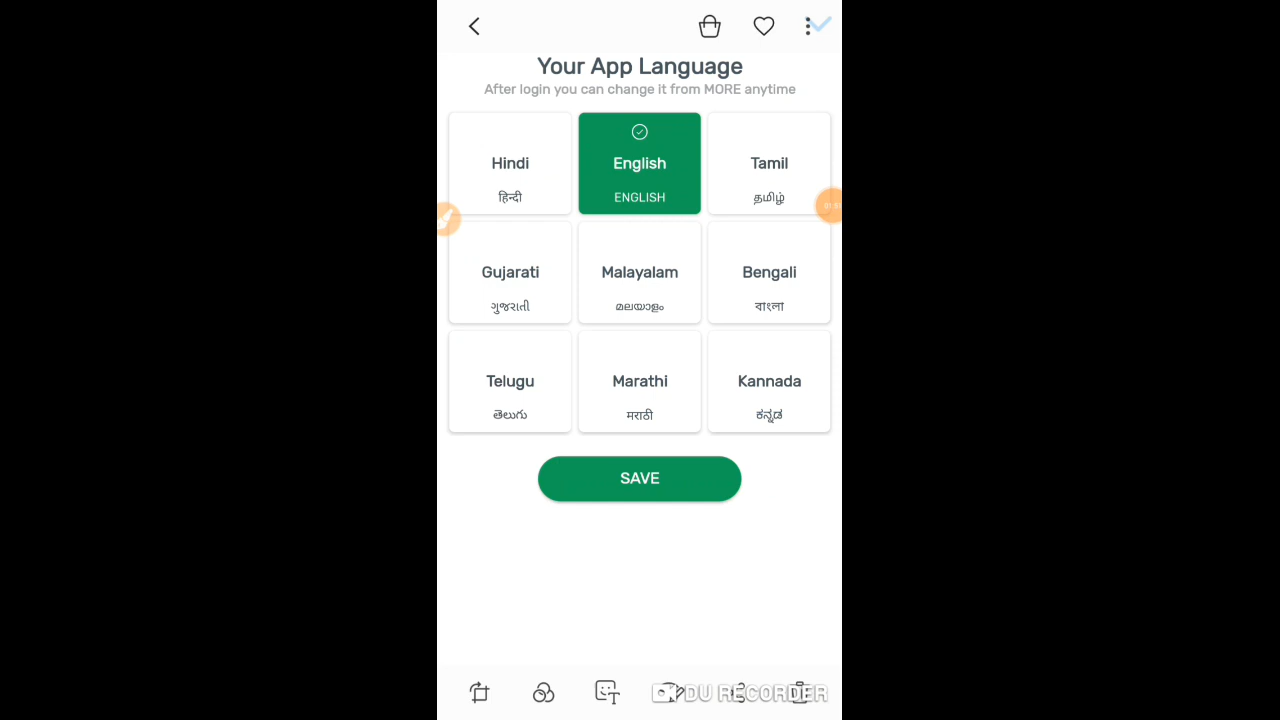 Your App Language
After login you can change it from MORE anytime
Hindi
हिन्दी
English
ENGLISH
Tamil
தமிழ்
Gujarati
ગુજરાતી
Malayalam
മലയാളം
Bengali
বাংলা
Telugu
తెలుగు
Marathi
मराठी
Kannada
ಕನ್ನಡ
SAVE
DU RECORDER